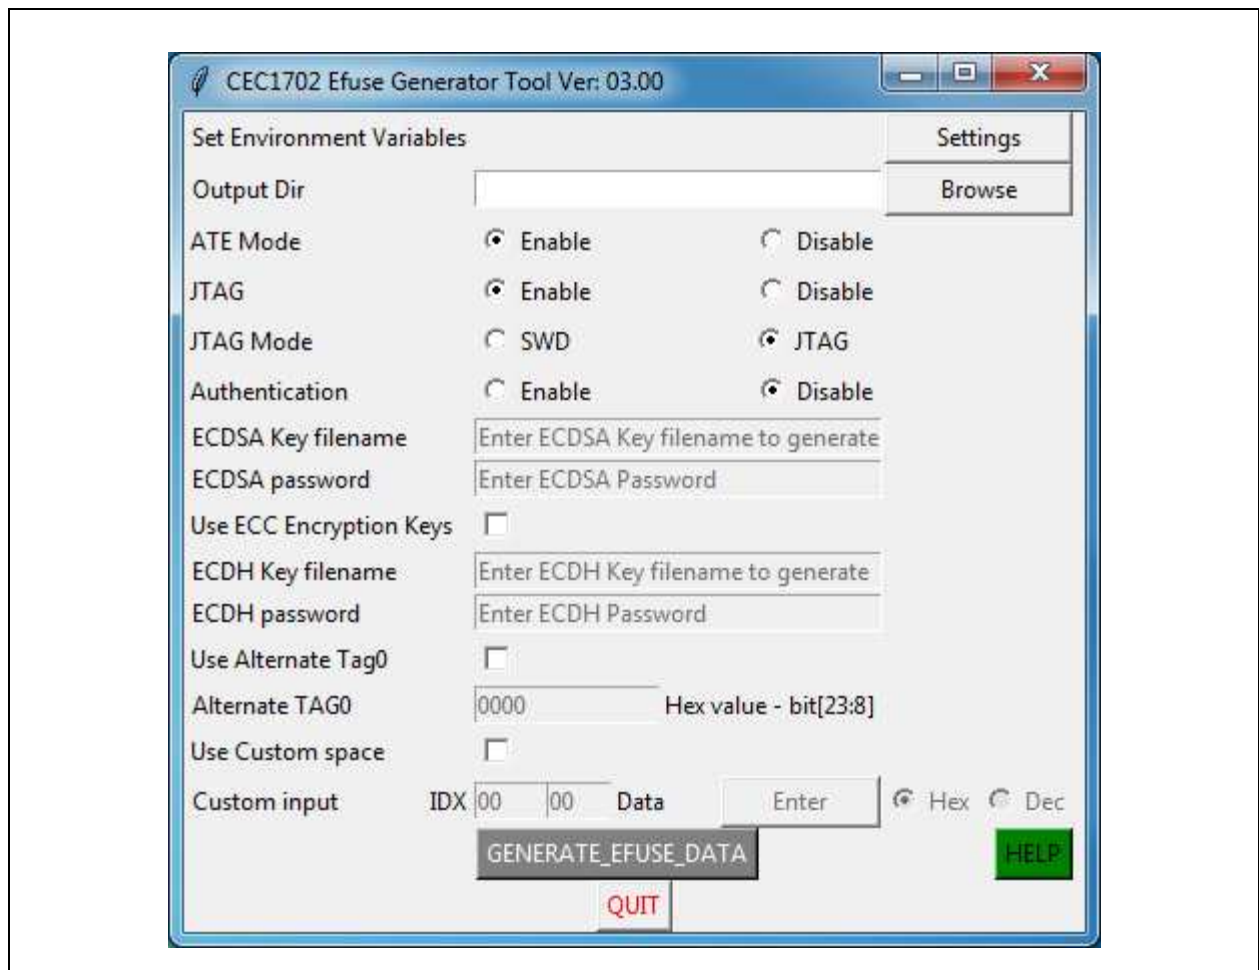 CEC1702 Efuse Generator Tool Ver: 03.00
Set Environment Variables Settings
Output Dir Browse
ATE Mode Enable Disable
JTAG Enable Disable
JTAG Mode SWD JTAG
Authentication Enable Disable
ECDSA Key filename Enter ECDSA Key filename to generate
ECDSA password Enter ECDSA Password
Use ECC Encryption Keys
ECDH Key filename Enter ECDH Key filename to generate
ECDH password Enter ECDH Password
Use Alternate Tag0
Alternate TAG0 0000 Hex value - bit[23:8]
Use Custom space
Custom input IDX 00 00 Data Enter Hex Dec
GENERATE_EFUSE_DATA HELP
QUIT